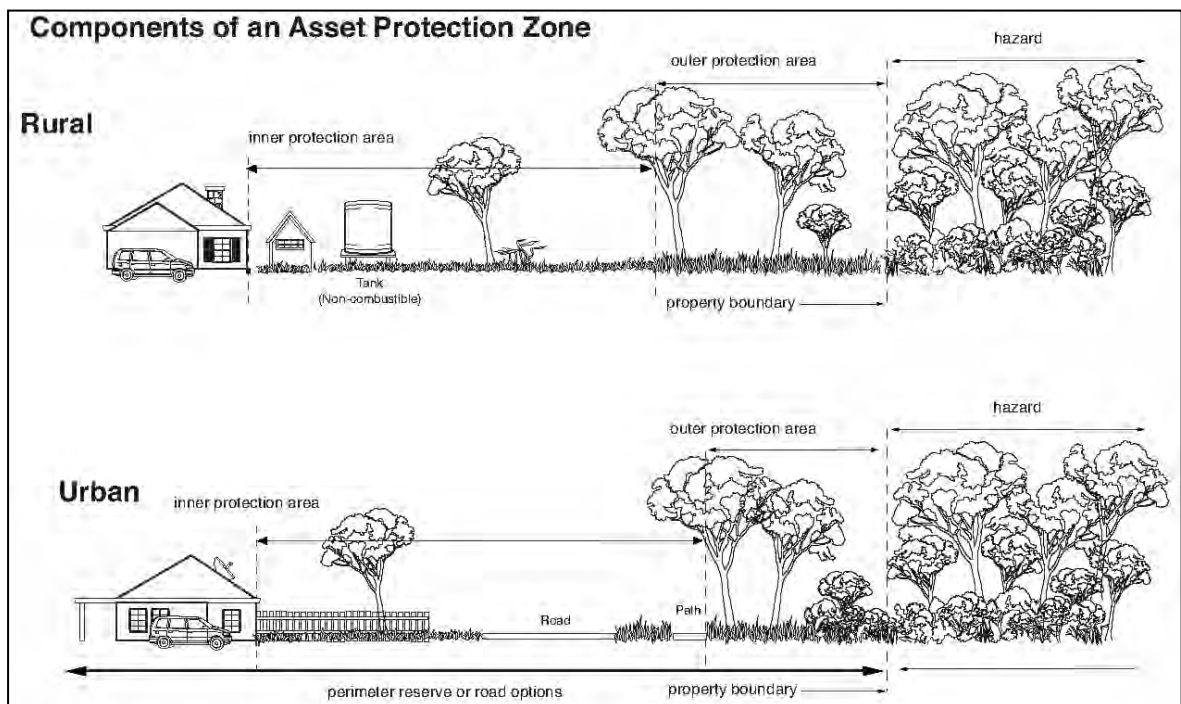 Components of an Asset Protection Zone
hazard
outer protection area
Rural
inner protection area
Tank
(Non-combustible)
property boundary
hazard
outer protection area
Urban
inner protection area
Path
Road
perimeter reserve or road options
property boundary